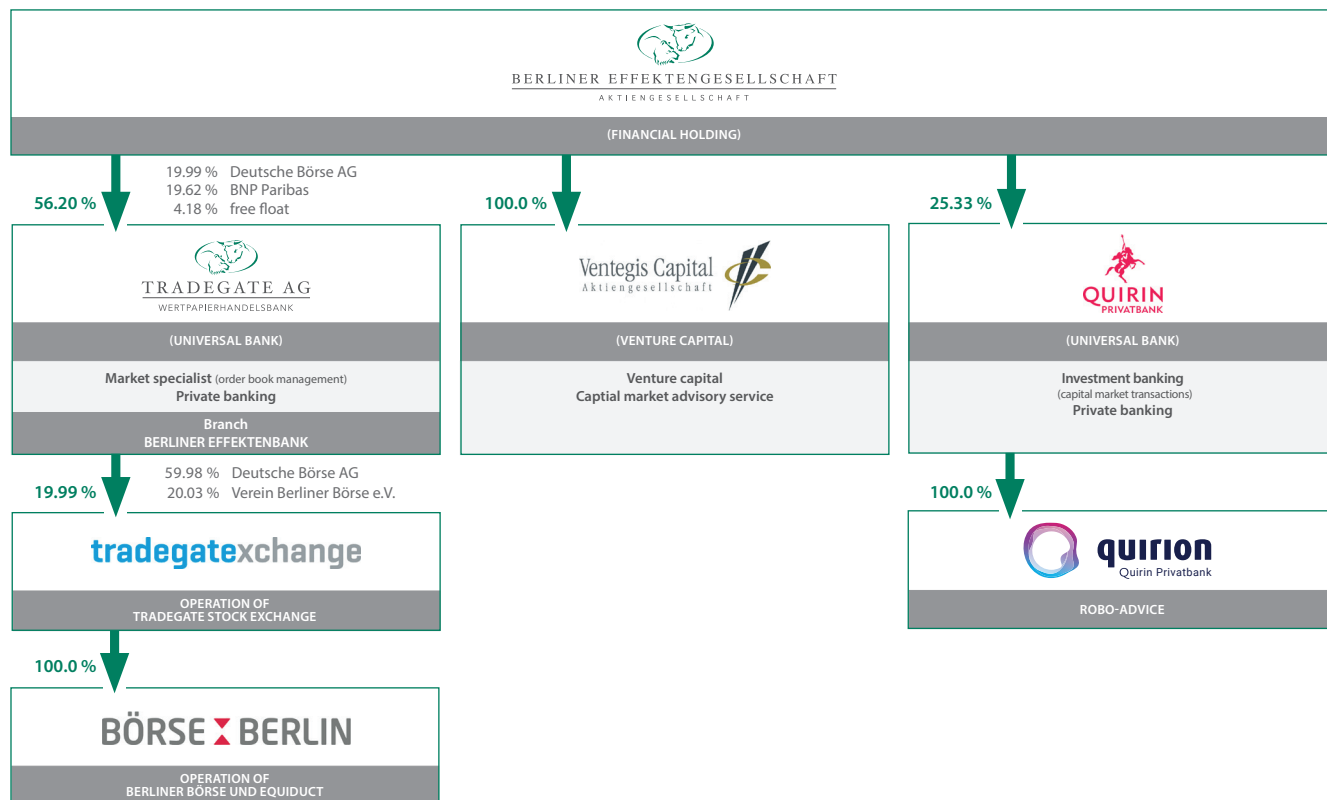 BERLINER EFFEKTENGESELLSCHAFT
AKTIENGESELLSCHAFT
(FINANCIAL HOLDING)
56.20 %
19.99 % Deutsche Börse AG
19.62 % BNP Paribas
4.18 % free float
100.0 %
25.33 %
TRADEGATE AG
WERTPAPIERHANDELSBANK
(UNIVERSAL BANK)
Market specialist (order book management)
Private banking
Branch
BERLINER EFFEKTENBANK
Ventegis Capital
Aktiengesellschaft
(VENTURE CAPITAL)
Venture capital
Captial market advisory service
QUIRIN
PRIVATBANK
(UNIVERSAL BANK)
Investment banking
(capital market transactions)
Private banking
19.99 %
59.98 % Deutsche Börse AG
20.03 % Verein Berliner Börse e.V.
100.0 %
tradegatexchange
OPERATION OF
TRADEGATE STOCK EXCHANGE
quirion
Quirin Privatbank
ROBO-ADVICE
100.0 %
BÖRSE BERLIN
OPERATION OF
BERLINER BÖRSE UND EQUIDUCT